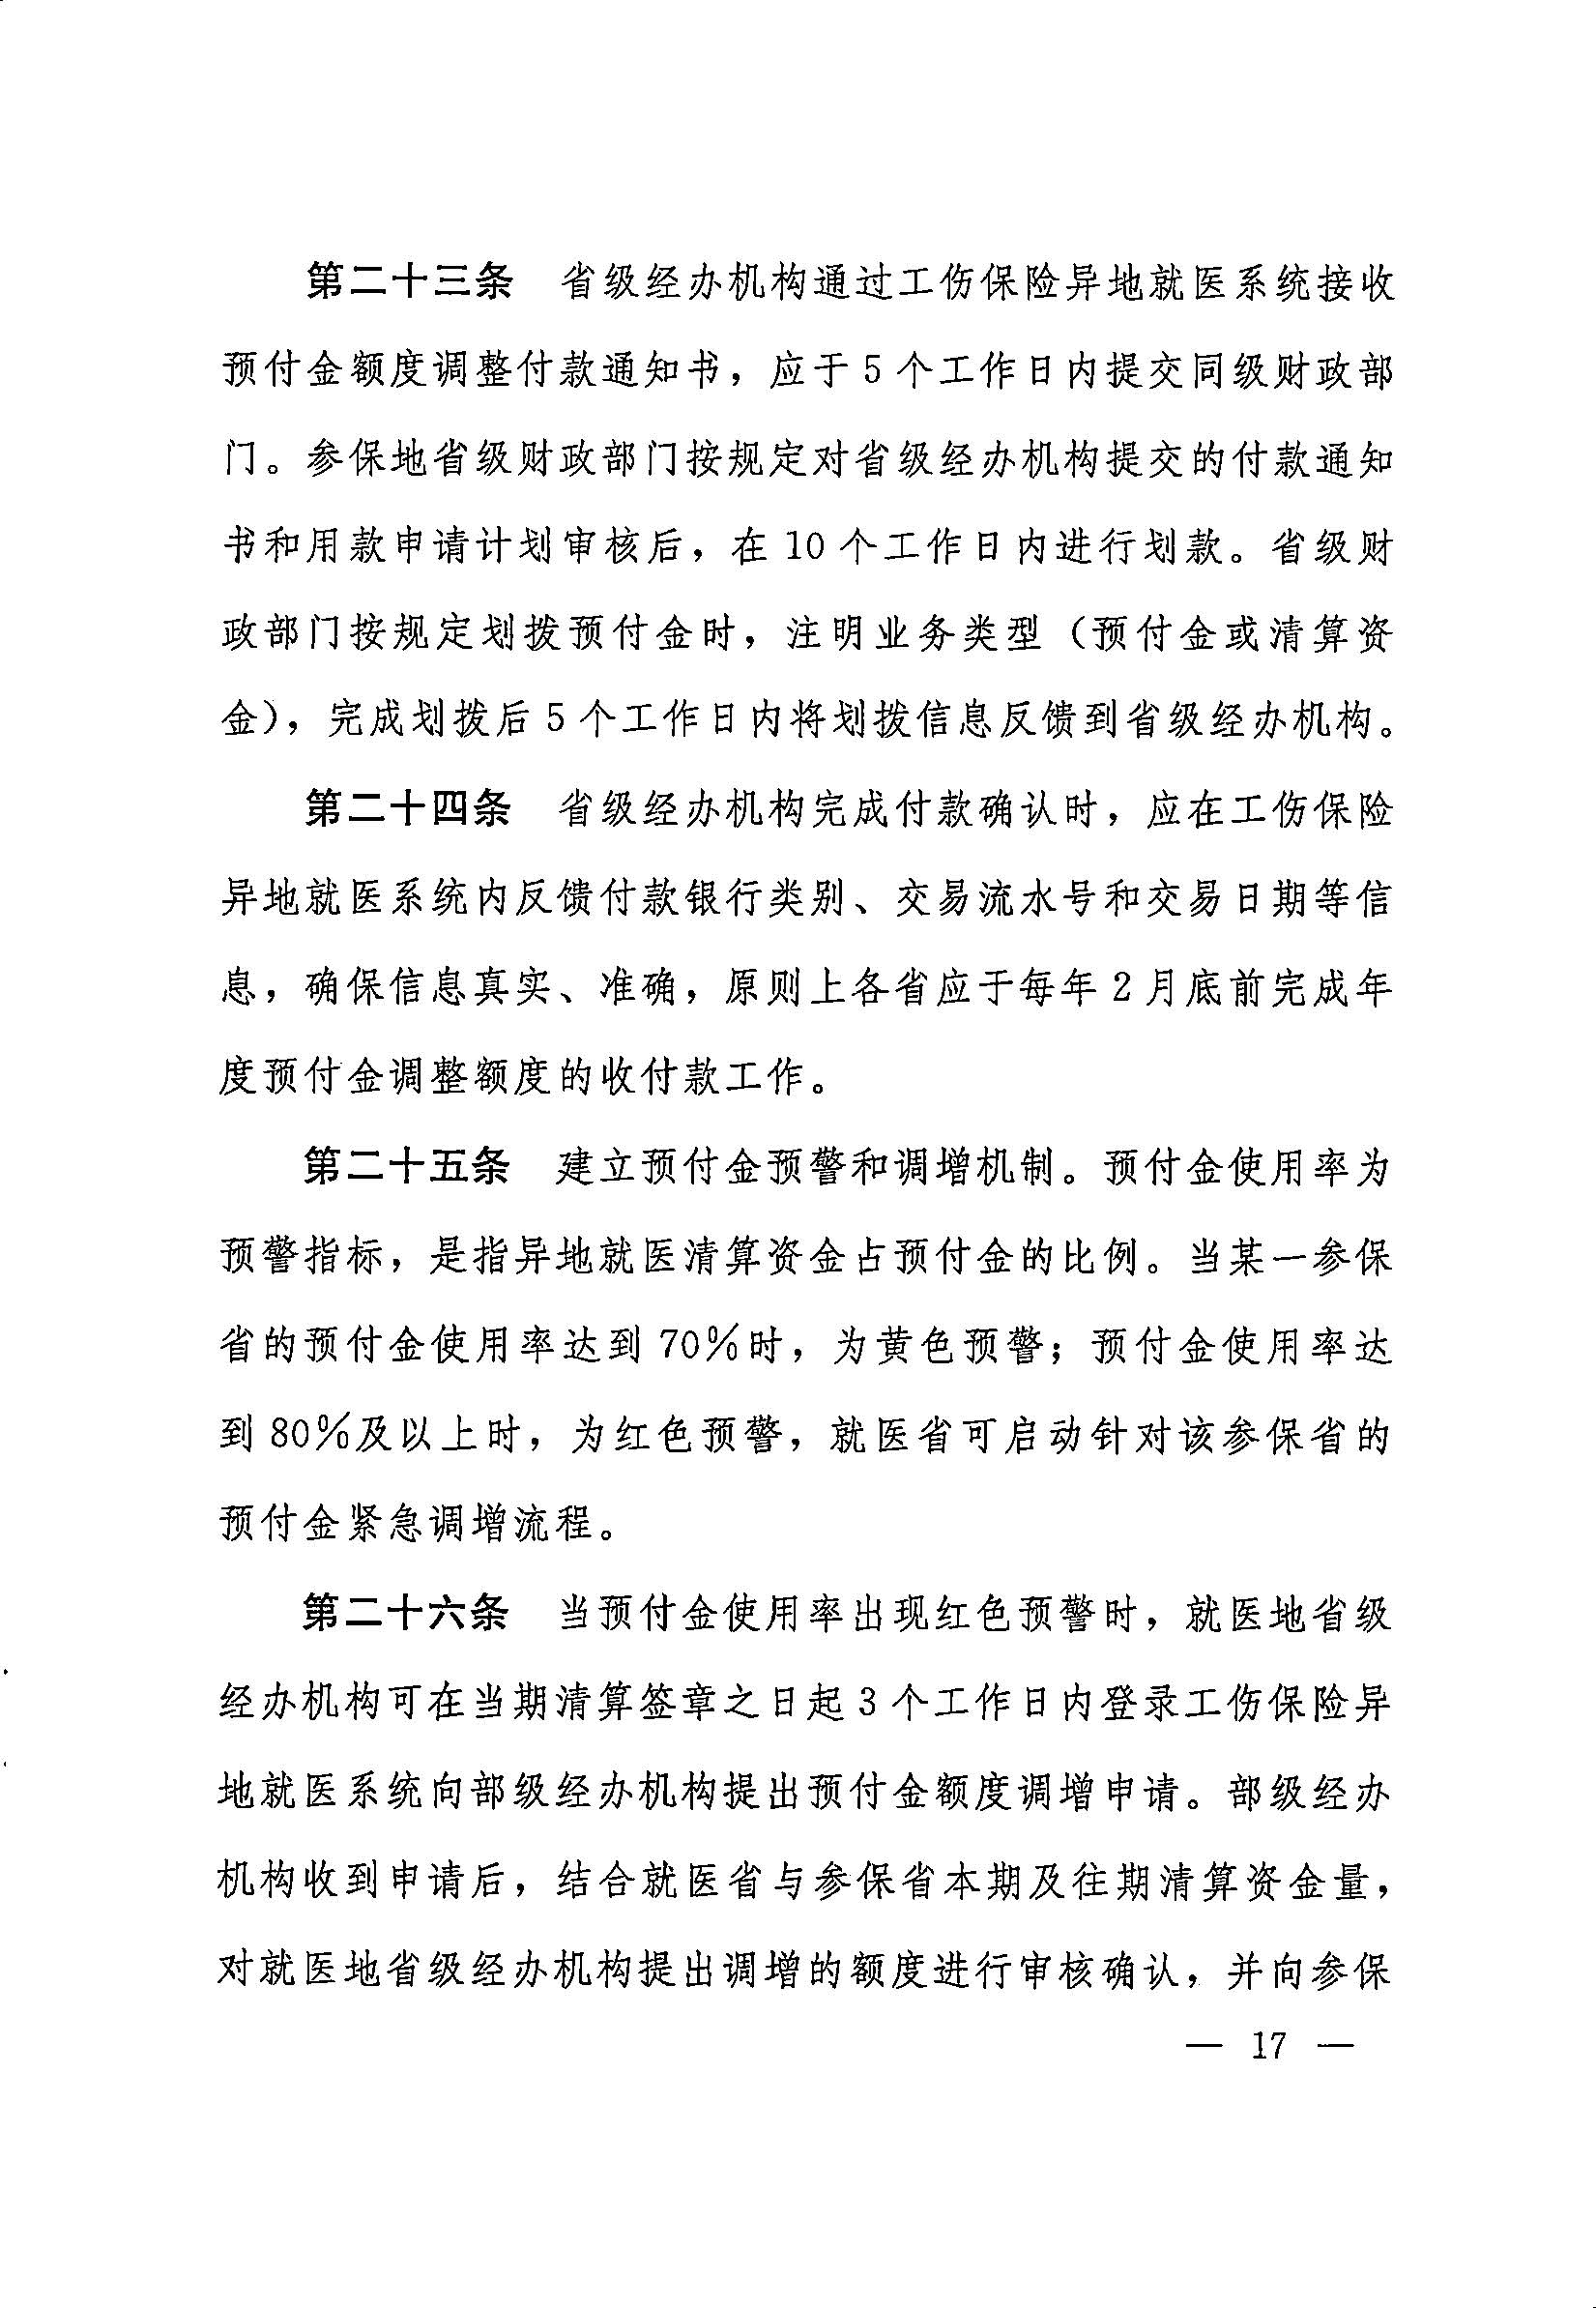 第二十三条　省级经办机构通过工伤保险异地就医系统接收
预付金额度调整付款通知书，应于 5 个工作日内提交同级财政部
门。参保地省级财政部门按规定对省级经办机构提交的付款通知
书和用款申请计划审核后，在 10 个工作日内进行划款。省级财
政部门按规定划拨预付金时，注明业务类型（预付金或清算资
金），完成划拨后 5 个工作日内将划拨信息反馈到省级经办机构。
第二十四条　省级经办机构完成付款确认时，应在工伤保险
异地就医系统内反馈付款银行类别、交易流水号和交易日期等信
息，确保信息真实、准确，原则上各省应于每年 2 月底前完成年
度预付金调整额度的收付款工作。
第二十五条　建立预付金预警和调增机制。预付金使用率为
预警指标，是指异地就医清算资金占预付金的比例。当某一参保
省的预付金使用率达到 70%时，为黄色预警；预付金使用率达
到 80%及以上时，为红色预警，就医省可启动针对该参保省的
预付金紧急调增流程。
第二十六条　当预付金使用率出现红色预警时，就医地省级
经办机构可在当期清算签章之日起 3 个工作日内登录工伤保险异
地就医系统向部级经办机构提出预付金额度调增申请。部级经办
机构收到申请后，结合就医省与参保省本期及往期清算资金量，
对就医地省级经办机构提出调增的额度进行审核确认，并向参保
— 17 —